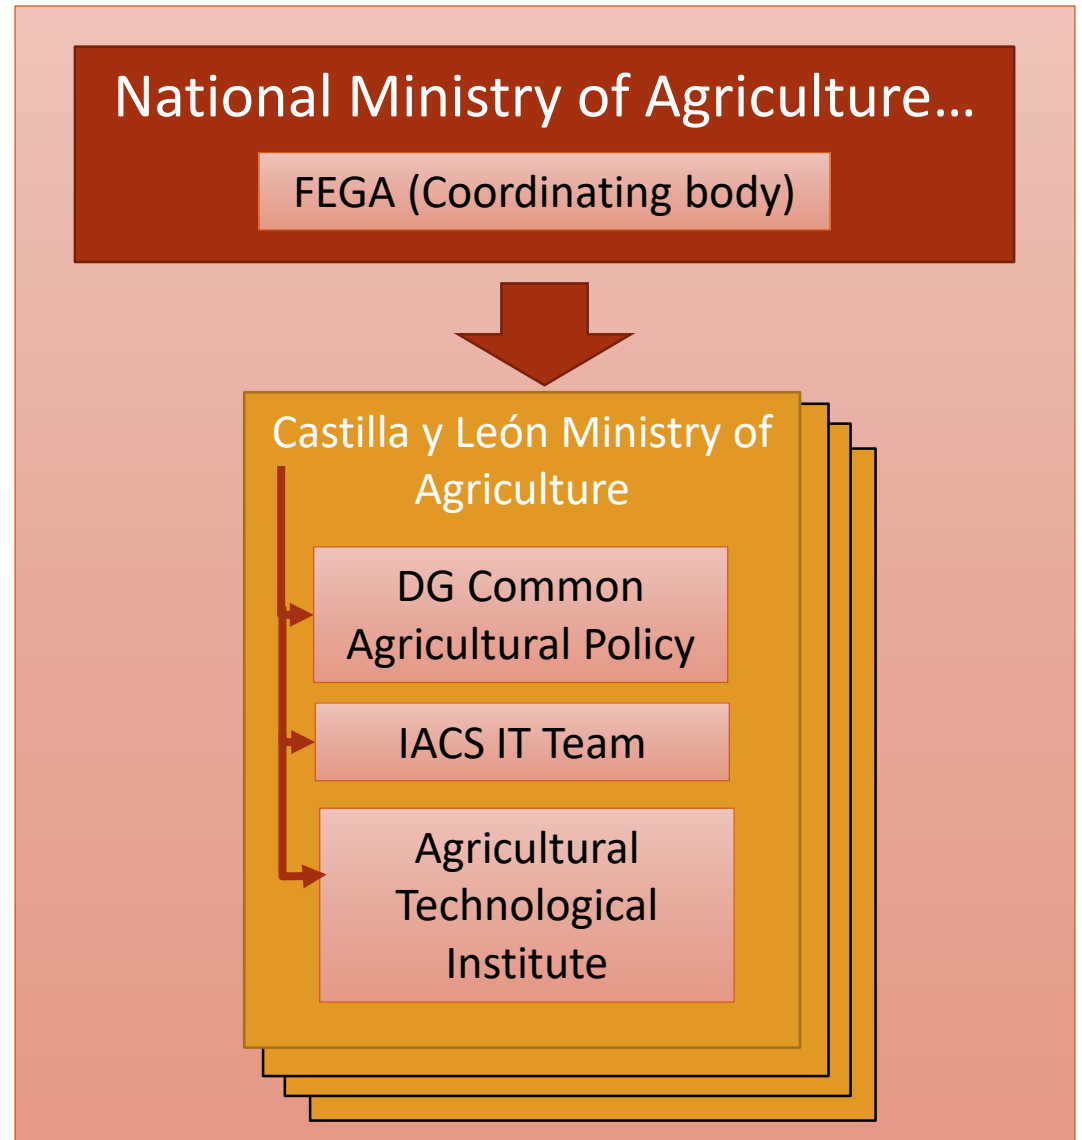 National Ministry of Agriculture…
FEGA (Coordinating body)
Castilla y León Ministry of
Agriculture
DG Common
Agricultural Policy
IACS IT Team
Agricultural
Technological
Institute